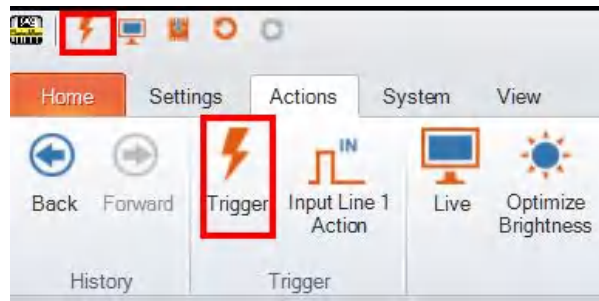 Home Settings Actions System View
IN
Back Forward Trigger Input Line 1 Action Live Optimize Brightness
History Trigger